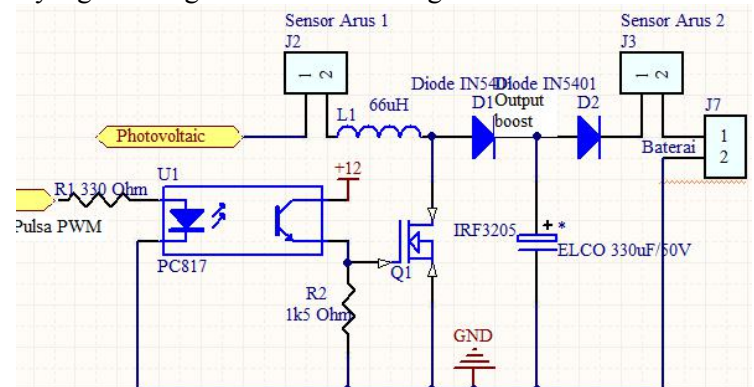 Sensor Arus 1
Sensor Arus 2
J2
J3
1 2
1 2
Diode IN5401
Diode IN5401
66uH
D1
Output
boost
D2
J7
L1
1
2
Photovoltaic
Baterai
U1
+12
R1 330 Ohm
Pulsa PWM
IRF3205
+ *
ELCO 330uF/50V
PC817
Q1
R2
1k5 Ohm
GND